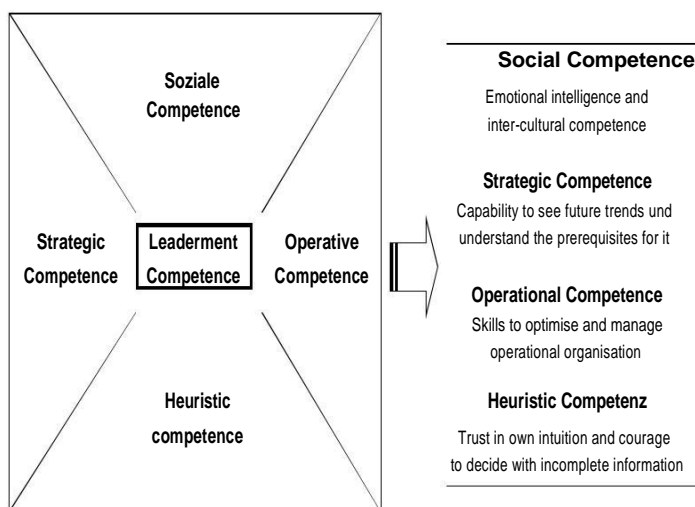 Soziale
Competence
Strategic
Competence
Leaderment
Competence
Operative
Competence
Heuristic
competence
Social Competence
Emotional intelligence and
inter-cultural competence
Strategic Competence
Capability to see future trends und
understand the prerequisites for it
Operational Competence
Skills to optimise and manage
operational organisation
Heuristic Competenz
Trust in own intuition and courage
to decide with incomplete information